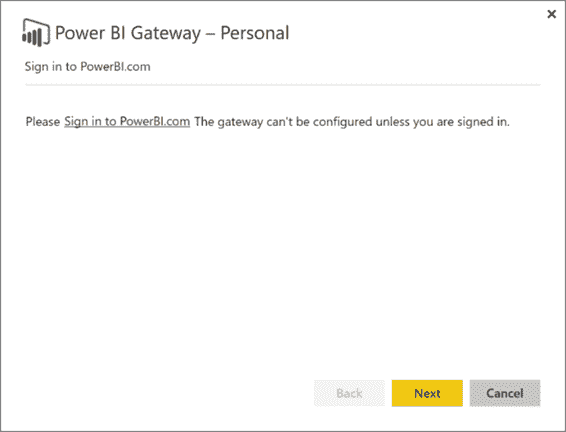 Power BI Gateway – Personal
Sign in to PowerBI.com
Please Sign in to PowerBI.com The gateway can't be configured unless you are signed in.
Back Next Cancel